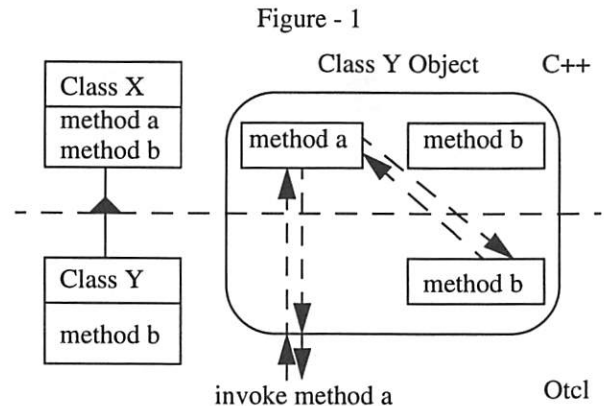 Figure - 1
Class Y Object
C++
Class X
method a
method b
method a
method b
Class Y
method b
method b
invoke method a
Otcl